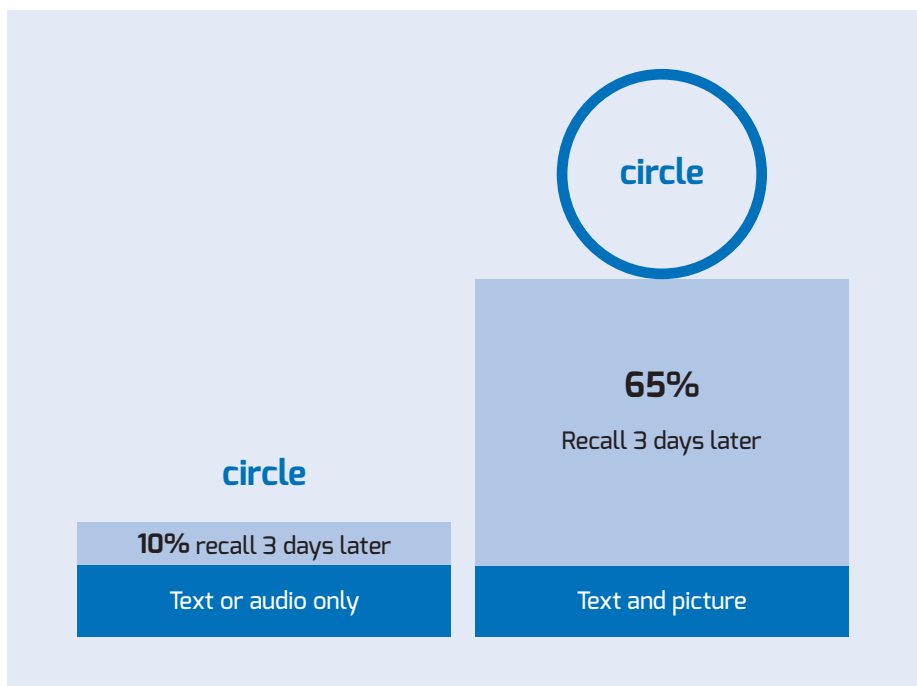 circle
10% recall 3 days later
Text or audio only
circle
65%
Recall 3 days later
Text and picture